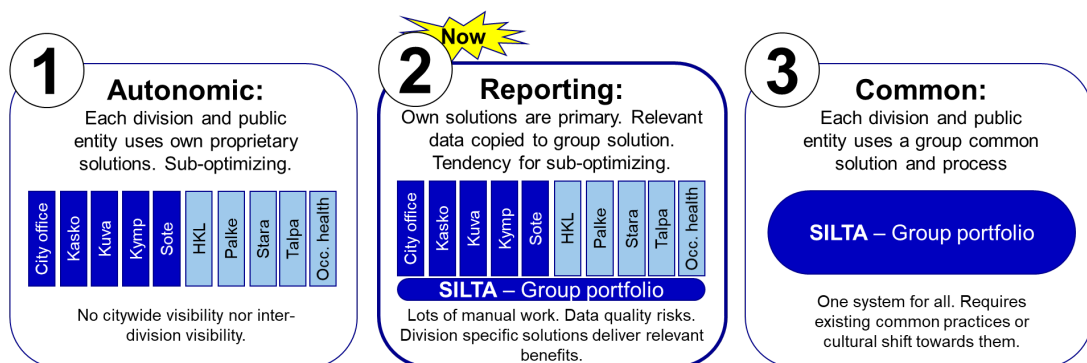 1
Autonomic:
Each division and public
entity uses own proprietary
solutions. Sub-optimizing.
City office
Kasko
Kuva
Kymp
Sote
HKL
Palke
Stara
Talpa
Occ. health
No citywide visibility nor inter-
division visibility.
Now
2
Reporting:
Own solutions are primary. Relevant
data copied to group solution.
Tendency for sub-optimizing.
City office
Kasko
Kuva
Kymp
Sote
HKL
Palke
Stara
Talpa
Occ. health
SILTA – Group portfolio
Lots of manual work. Data quality risks.
Division specific solutions deliver relevant
benefits.
3
Common:
Each division and public
entity uses a group common
solution and process
SILTA – Group portfolio
One system for all. Requires
existing common practices or
cultural shift towards them.